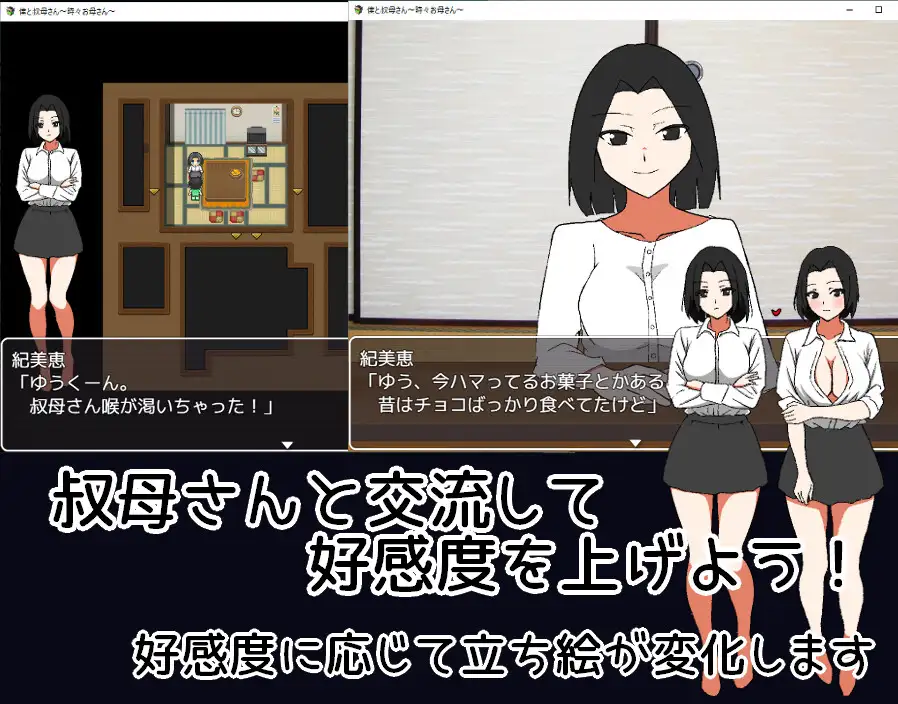 俺と叔母さん～時々お母さん～
俺と叔母さん～時々お母さん～
紀美恵
「ゆうくーん。
叔母さん喉が渇いちゃった！」
紀美恵
「ゆう、今ハマってるお菓子とかある
昔はチョコばっかり食べてたけど」
叔母さんと交流して
好感度を上げよう！
好感度に応じて立ち絵が変化します